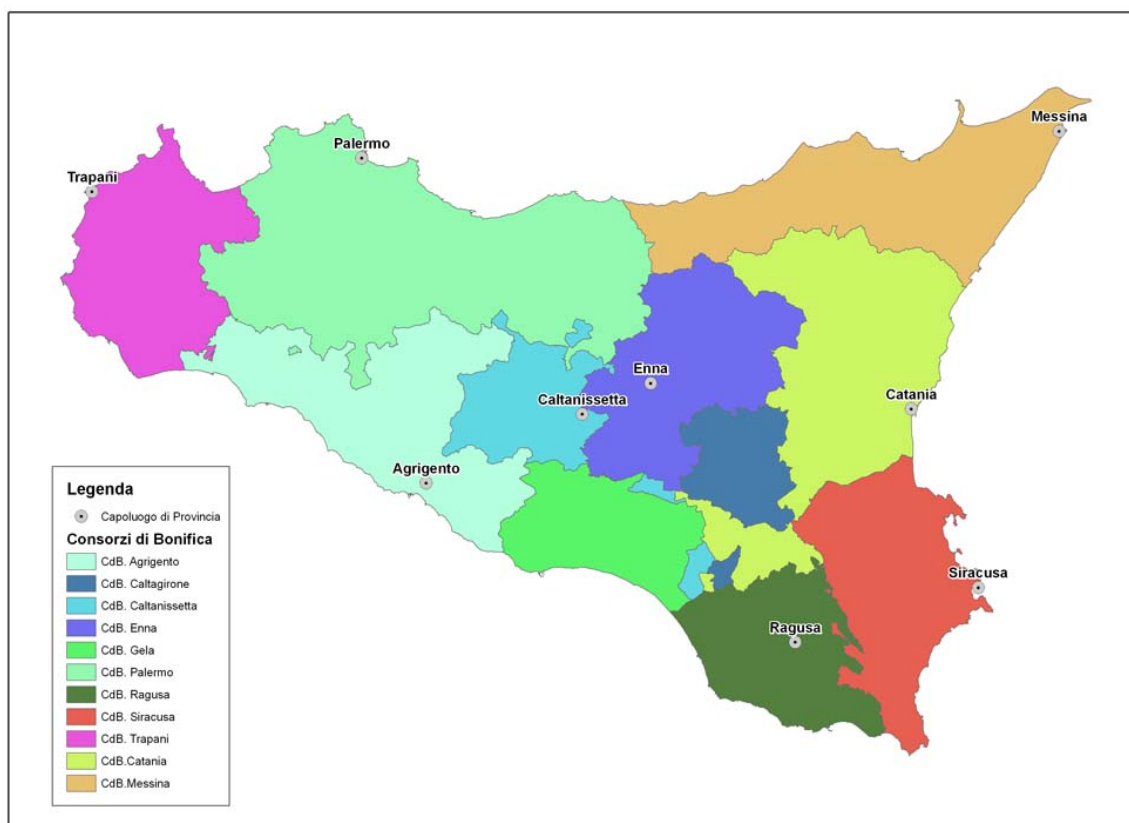 Messina
Palermo
Trapani
Enna
Caltanissetta
Catania
Agrigento
Siracusa
Ragusa
Legenda
Capoluogo di Provincia
Consorzi di Bonifica
CdB. Agrigento
CdB. Caltagirone
CdB. Caltanissetta
CdB. Enna
CdB. Gela
CdB. Palermo
CdB. Ragusa
CdB. Siracusa
CdB. Trapani
CdB.Catania
CdB.Messina